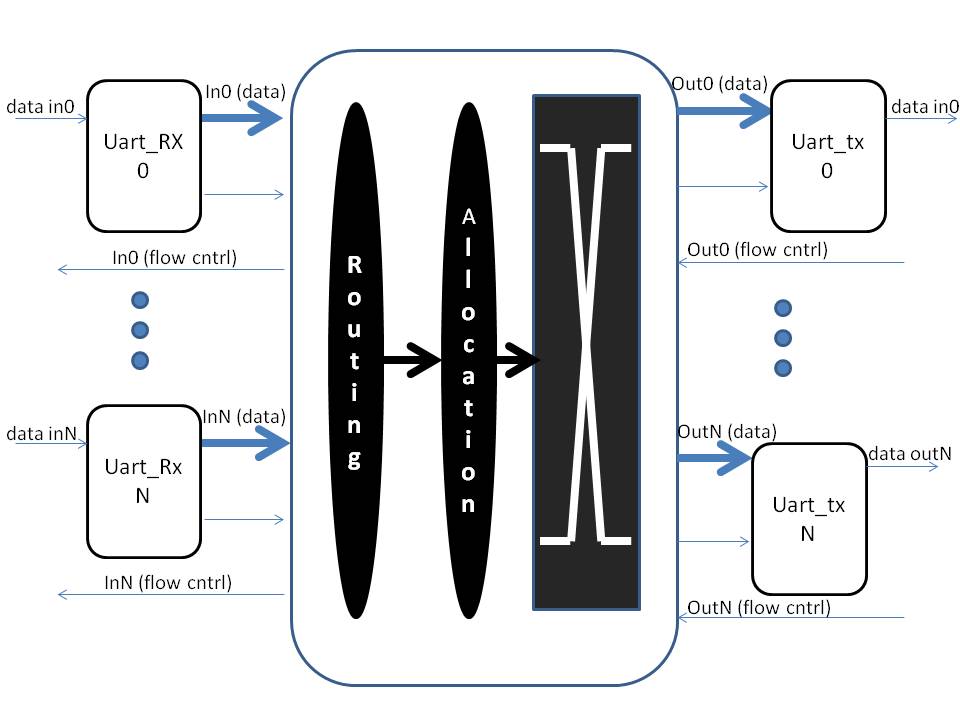 data in0
Uart_RX
0
In0 (data)
In0 (flow cntrl)
data inN
Uart_Rx
N
InN (data)
InN (flow cntrl)
Routing
Allocation
Out0 (data)
Uart_tx
0
data in0
Out0 (flow cntrl)
OutN (data)
Uart_tx
N
data outN
OutN (flow cntrl)